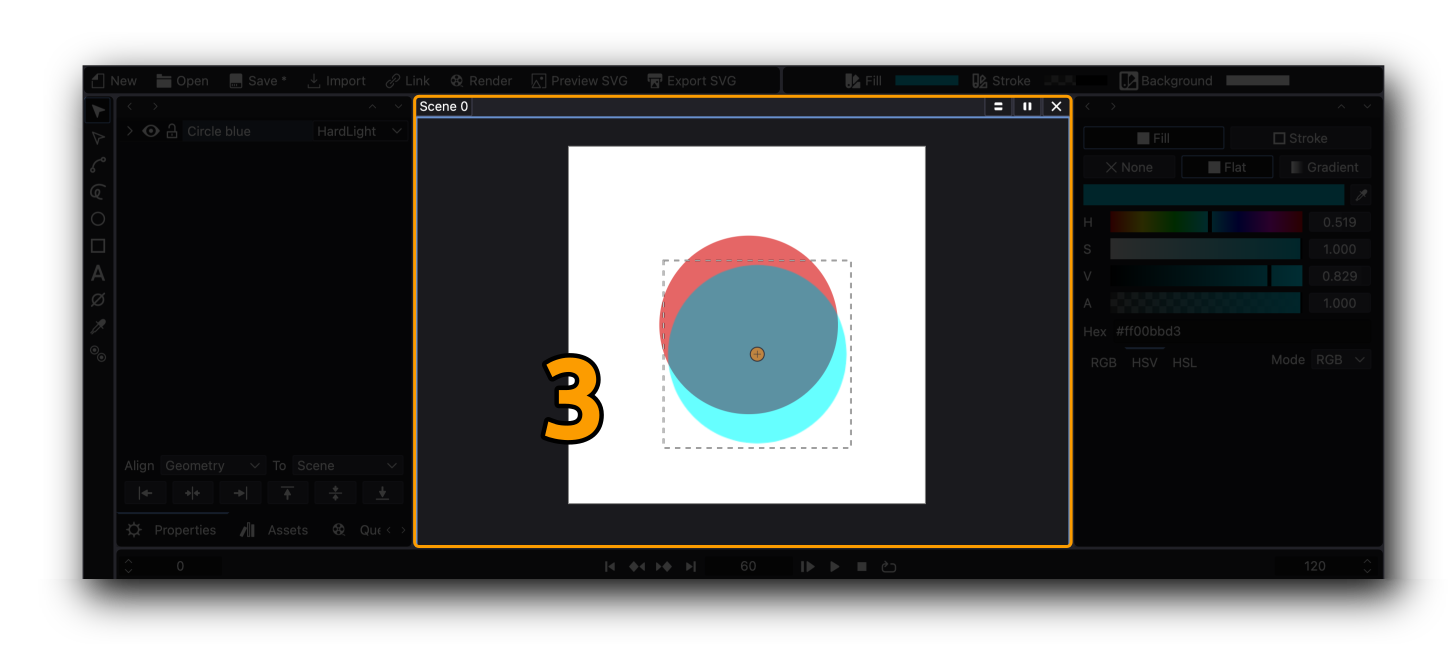 New Open Save * Import Link Render Preview SVG Export SVG Fill Stroke Background
Scene 0
Circle blue HardLight
Fill Stroke
None Flat Gradient
H 0.519
S 1.000
V 0.829
A 1.000
Hex #ff00bbd3
RGB HSV HSL Mode RGB
3
Align Geometry To Scene
Properties Assets
0 60 120